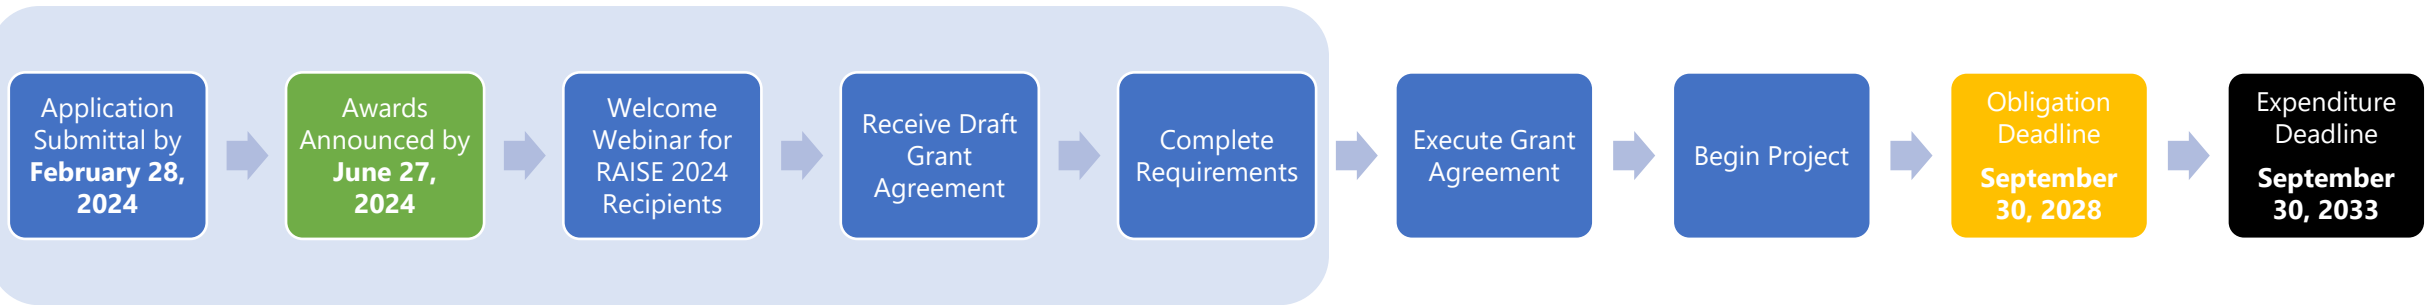 Application
Submittal by
February 28,
2024
Awards
Announced by
June 27,
2024
Welcome
Webinar for
RAISE 2024
Recipients
Receive Draft
Grant
Agreement
Complete
Requirements
Execute Grant
Agreement
Begin Project
Obligation
Deadline
September
30, 2028
Expenditure
Deadline
September
30, 2033